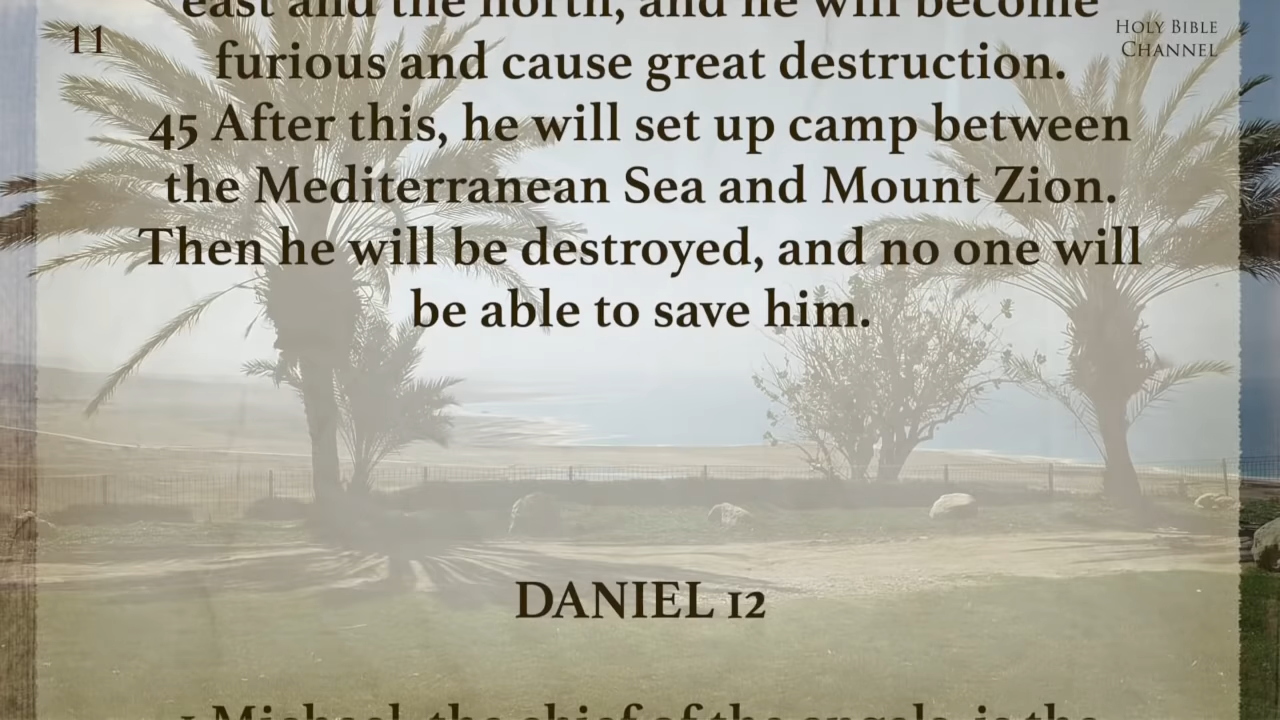 east and the north, and he will become
11
HOLY BIBLE
CHANNEL
furious and cause great destruction.
45 After this, he will set up camp between
the Mediterranean Sea and Mount Zion.
Then he will be destroyed, and no one will
be able to save him.
DANIEL 12
1 Michael, the chief of the angels, is the